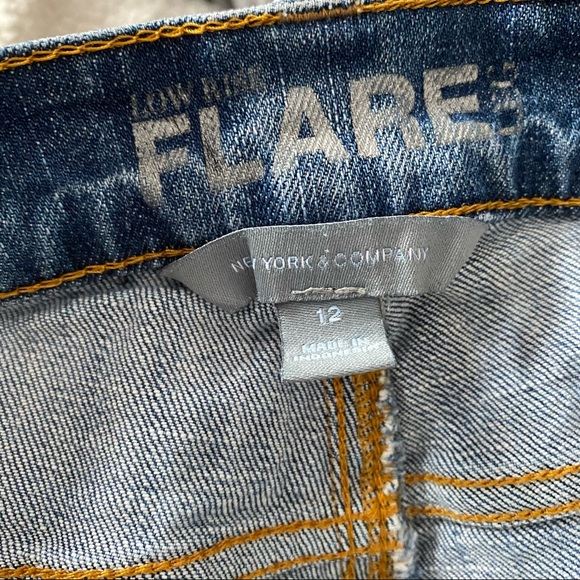 LOW RISE
FLARE
NEW YORK & COMPANY
12
MADE IN
INDONESIA